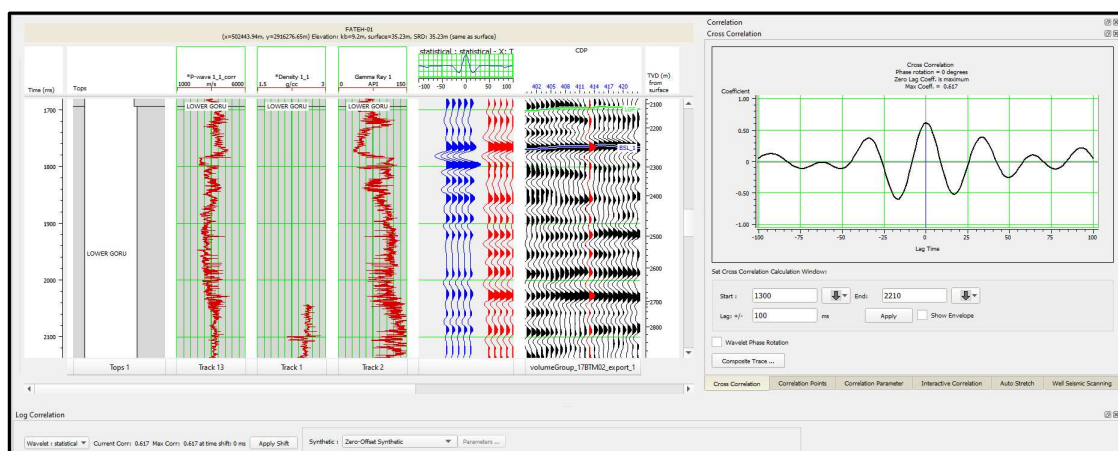 FATEH-01
(x=502443.94m, y=2916276.65m) Elevation: kb=9.2m, surface=35.23m, SRD: 35.23m (same as surface)
Time (ms)
Tops
*P-wave 1_1_corr
1000 m/s 6000
*Density 1_1
1.5 g/cc 3
Gamma Ray 1
0 API 150
statistical : statistical - X: T
-100 -50 0 50 100
CDP
402 405 408 411 414 417 420
TVD (m)
from
surface
LOWER GORU
LOWER GORU
LOWER GORU
LOWER GORU
BSL_1
1700
1800
1900
2000
2100
2100
2200
2300
2400
2500
2600
2700
2800
Tops 1
Track 13
Track 1
Track 2
volumeGroup_17BTM02_export_1
Correlation
Cross Correlation
Cross Correlation
Phase rotation = 0 degrees
Zero Lag Coeff. is maximum
Max Coeff. = 0.617
Coefficient
1.00
0.50
0
-0.50
-1.00
-100 -75 -50 -25 0 25 50 75 100
Lag Time
Set Cross Correlation Calculation Window:
Start : 1300 End: 2210
Lag: +/- 100 ms Apply Show Envelope
Wavelet Phase Rotation
Composite Trace ...
Cross Correlation Correlation Points Correlation Parameter Interactive Correlation Auto Stretch Well Seismic Scanning
Log Correlation
Wavelet : statistical Current Corr: 0.617 Max Corr: 0.617 at time shift: 0 ms Apply Shift Synthetic : Zero-Offset Synthetic Parameters ...